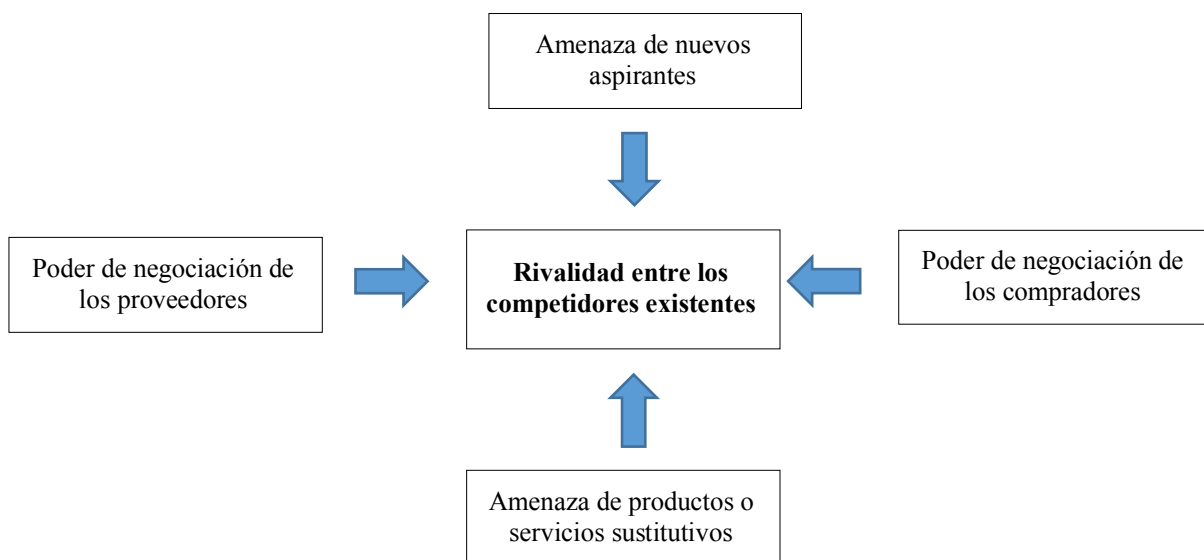 Amenaza de nuevos
aspirantes
Poder de negociación de
los proveedores
Rivalidad entre los
competidores existentes
Poder de negociación de
los compradores
Amenaza de productos o
servicios sustitutivos